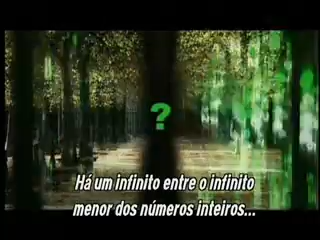 ?
Há um infinito entre o infinito
menor dos números inteiros...